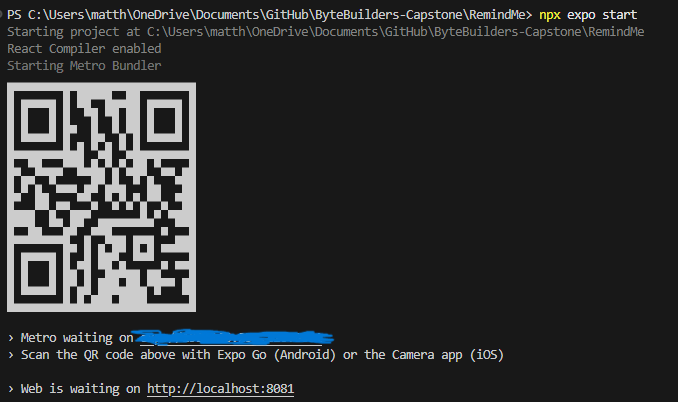 PS C:\Users\matth\OneDrive\Documents\GitHub\ByteBuilders-Capstone\RemindMe> npx expo start
Starting project at C:\Users\matth\OneDrive\Documents\GitHub\ByteBuilders-Capstone\RemindMe
React Compiler enabled
Starting Metro Bundler
› Metro waiting on
› Scan the QR code above with Expo Go (Android) or the Camera app (iOS)
› Web is waiting on http://localhost:8081